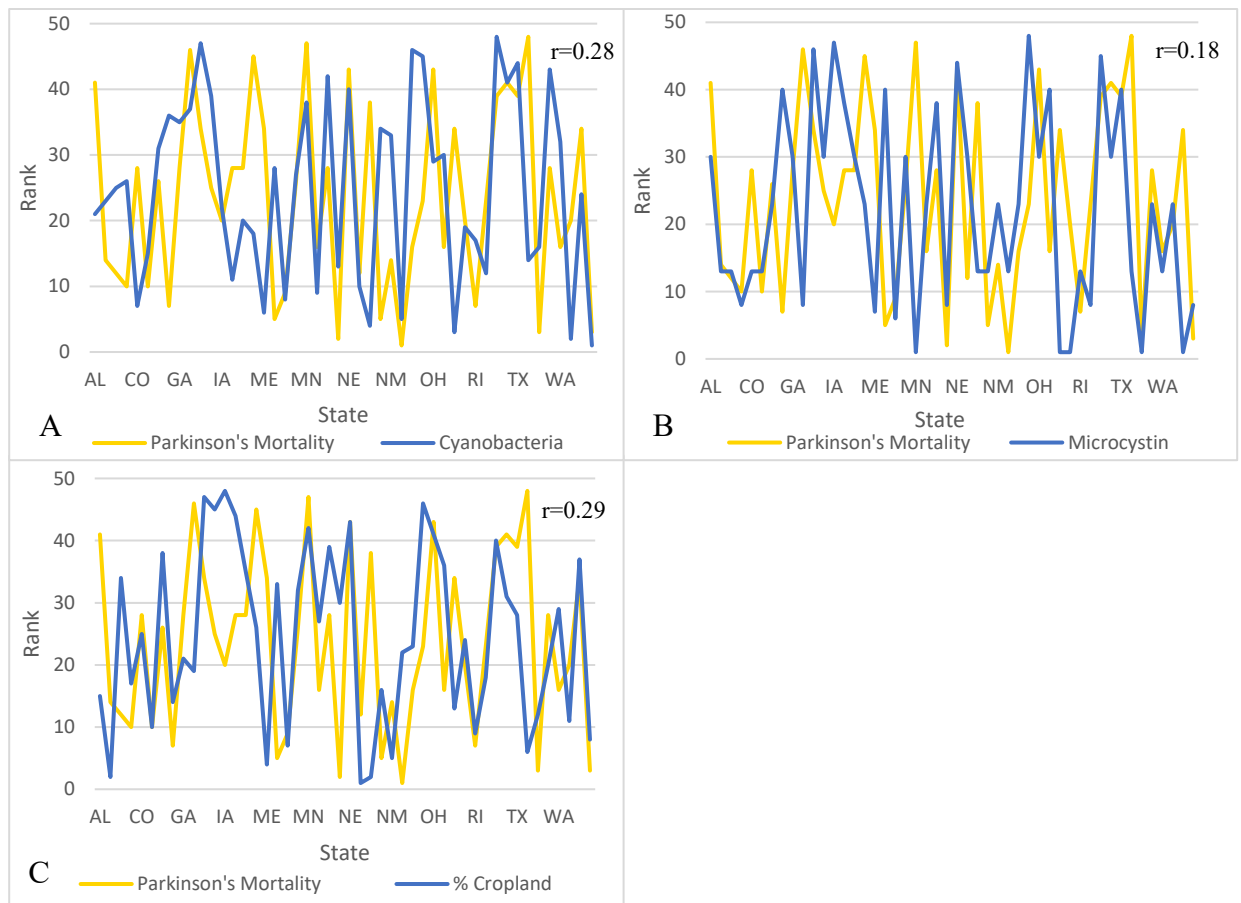 50
40
30
20
10
0
Rank
r=0.28
AL CO GA IA ME MN NE NM OH RI TX WA
State
A
Parkinson's Mortality Cyanobacteria
50
40
30
20
10
0
Rank
r=0.18
AL CO GA IA ME MN NE NM OH RI TX WA
State
B
Parkinson's Mortality Microcystin
50
40
30
20
10
0
Rank
r=0.29
AL CO GA IA ME MN NE NM OH RI TX WA
State
C
Parkinson's Mortality % Cropland